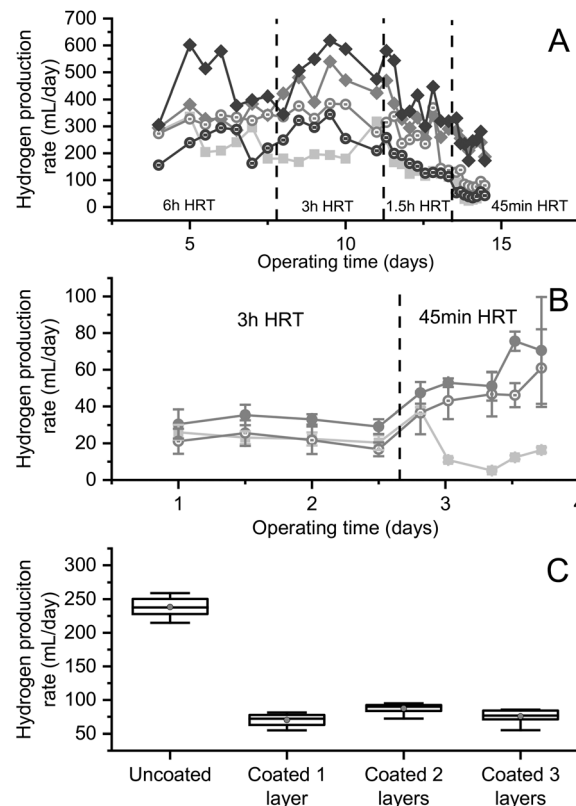 A
Hydrogen production
rate (mL/day)
700
600
500
400
300
200
100
0
6h HRT
3h HRT
1.5h HRT
45min HRT
5
10
15
Operating time (days)
B
Hydrogen production
rate (mL/day)
100
80
60
40
20
0
3h HRT
45min HRT
1
2
3
4
Operating time (days)
C
Hydrogen produciton
rate (mL/day)
250
200
150
100
50
Uncoated
Coated 1
layer
Coated 2
layers
Coated 3
layers